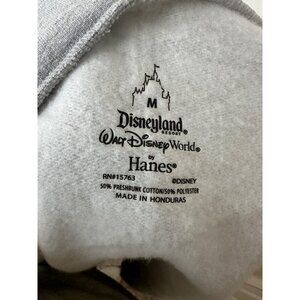 M
Disneyland®
RESORT
Walt Disney World®
by
Hanes®
RN#15763 ©DISNEY
50% PRESHRUNK COTTON/50% POLYESTER
MADE IN HONDURAS